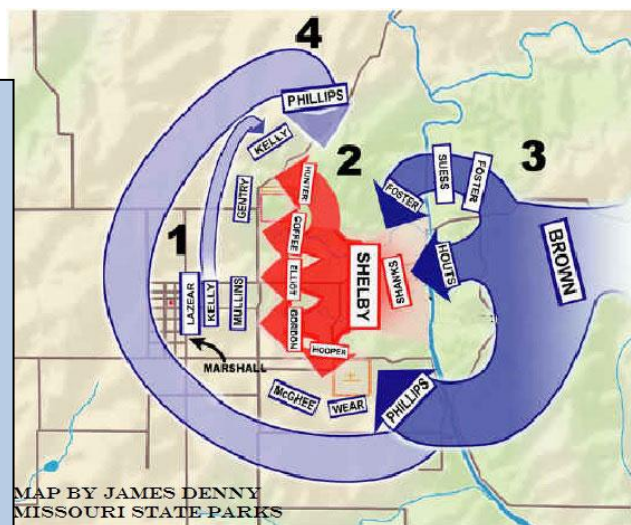 4
PHILLIPS
KELLY
2
3
HUNTER
GENTRY
FOSTER
SUESS
FOSTER
1
COFFEE
ELLIOT
SHELBY
SHANKS
HOUTS
BROWN
LAZEAR
KELLY
MULLINS
GORDON
HOOPER
MARSHALL
McGHEE
WEAR
PHILLIPS
MAP BY JAMES DENNY
MISSOURI STATE PARKS